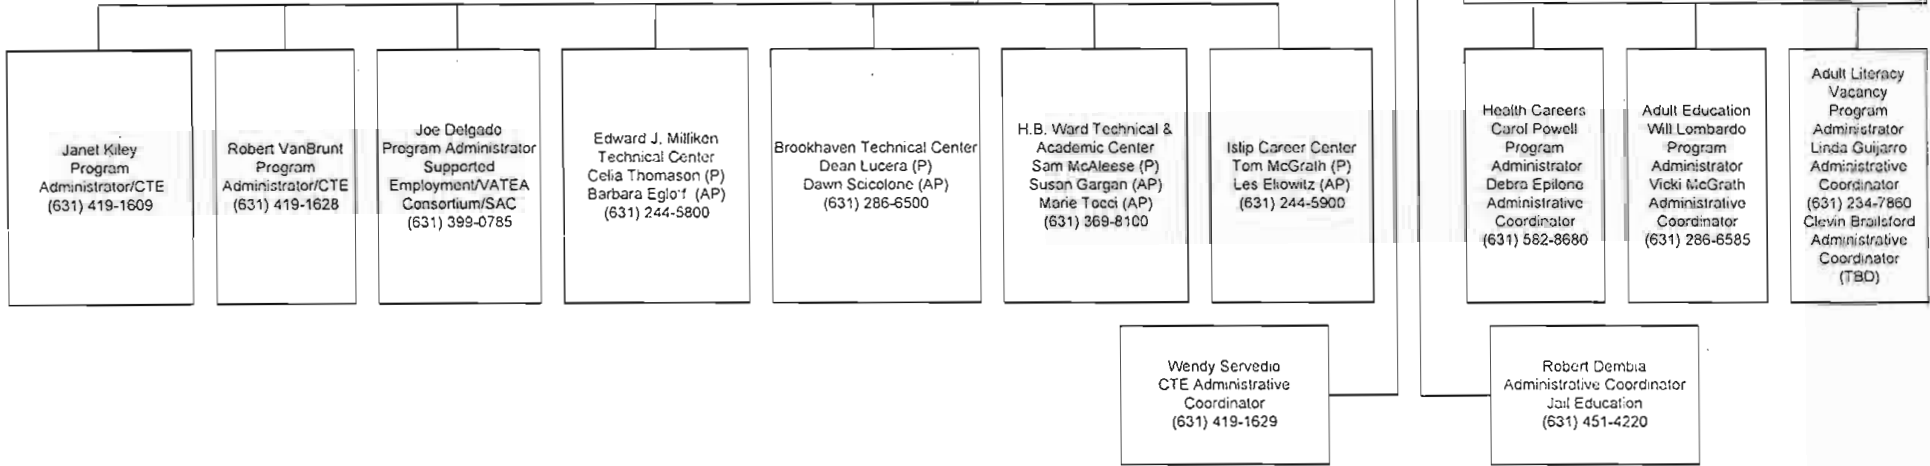 Janet Kiley
Program
Administrator/CTE
(631) 419-1609
Robert VanBrunt
Program
Administrator/CTE
(631) 419-1628
Joe Delgado
Program Administrator
Supported
Employment/VATEA
Consortium/SAC
(631) 399-0785
Edward J. Milliken
Technical Center
Celia Thomason (P)
Barbara Egloff (AP)
(631) 244-5800
Brookhaven Technical Center
Dean Lucera (P)
Dawn Scicolone (AP)
(631) 286-6500
H.B. Ward Technical &
Academic Center
Sam McAleese (P)
Susan Gargan (AP)
Marie Tocci (AP)
(631) 369-8100
Islip Career Center
Tom McGrath (P)
Les Eliowitz (AP)
(631) 244-5900
Health Careers
Carol Powell
Program
Administrator
Debra Epilone
Administrative
Coordinator
(631) 582-8680
Adult Education
Will Lombardo
Program
Administrator
Vicki McGrath
Administrative
Coordinator
(631) 286-6585
Adult Literacy
Vacancy
Program
Administrator
Linda Guijarro
Administrative
Coordinator
(631) 234-7860
Clevin Brailsford
Administrative
Coordinator
(TBD)
Wendy Servedio
CTE Administrative
Coordinator
(631) 419-1629
Robert Dembia
Administrative Coordinator
Jail Education
(631) 451-4220